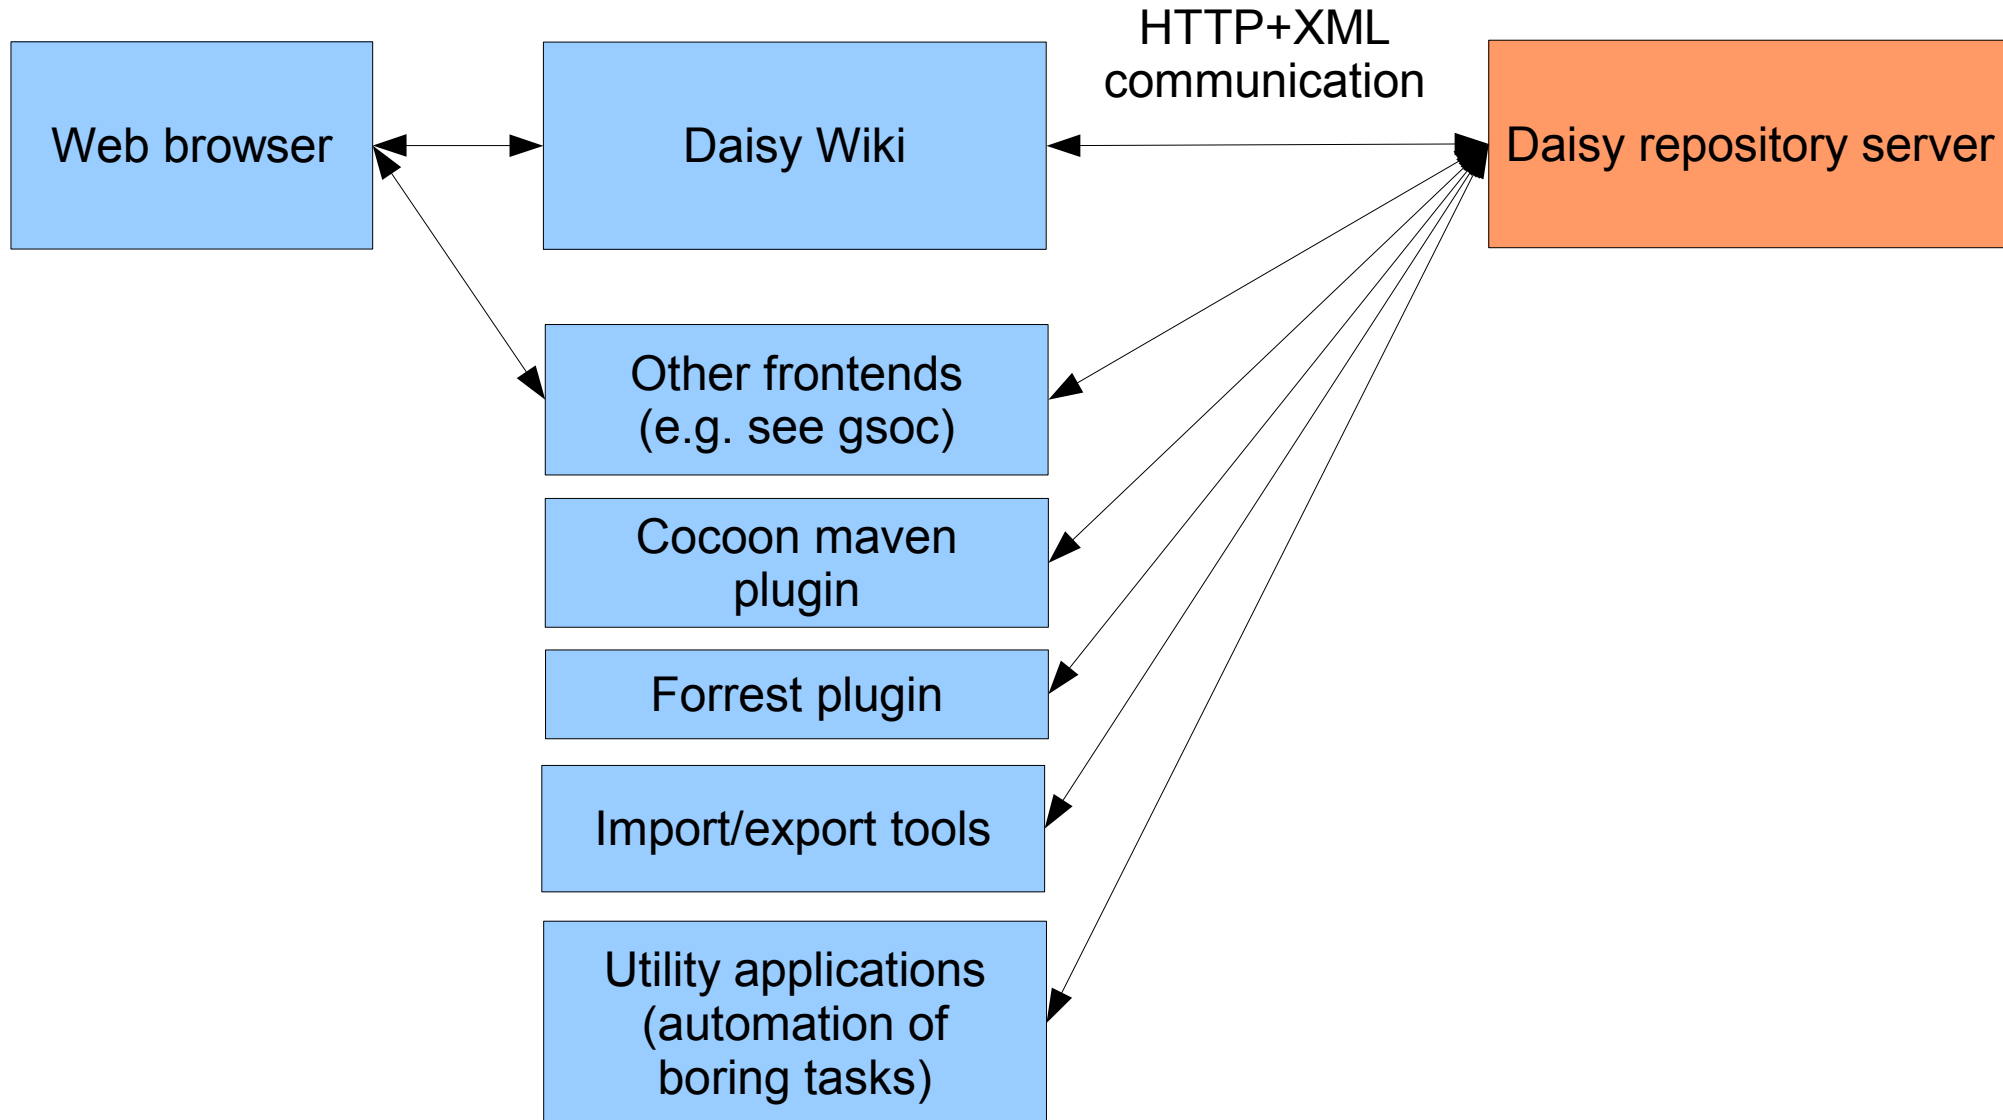 HTTP+XML
communication
Web browser
Daisy Wiki
Daisy repository server
Other frontends
(e.g. see gsoc)
Cocoon maven
plugin
Forrest plugin
Import/export tools
Utility applications
(automation of
boring tasks)